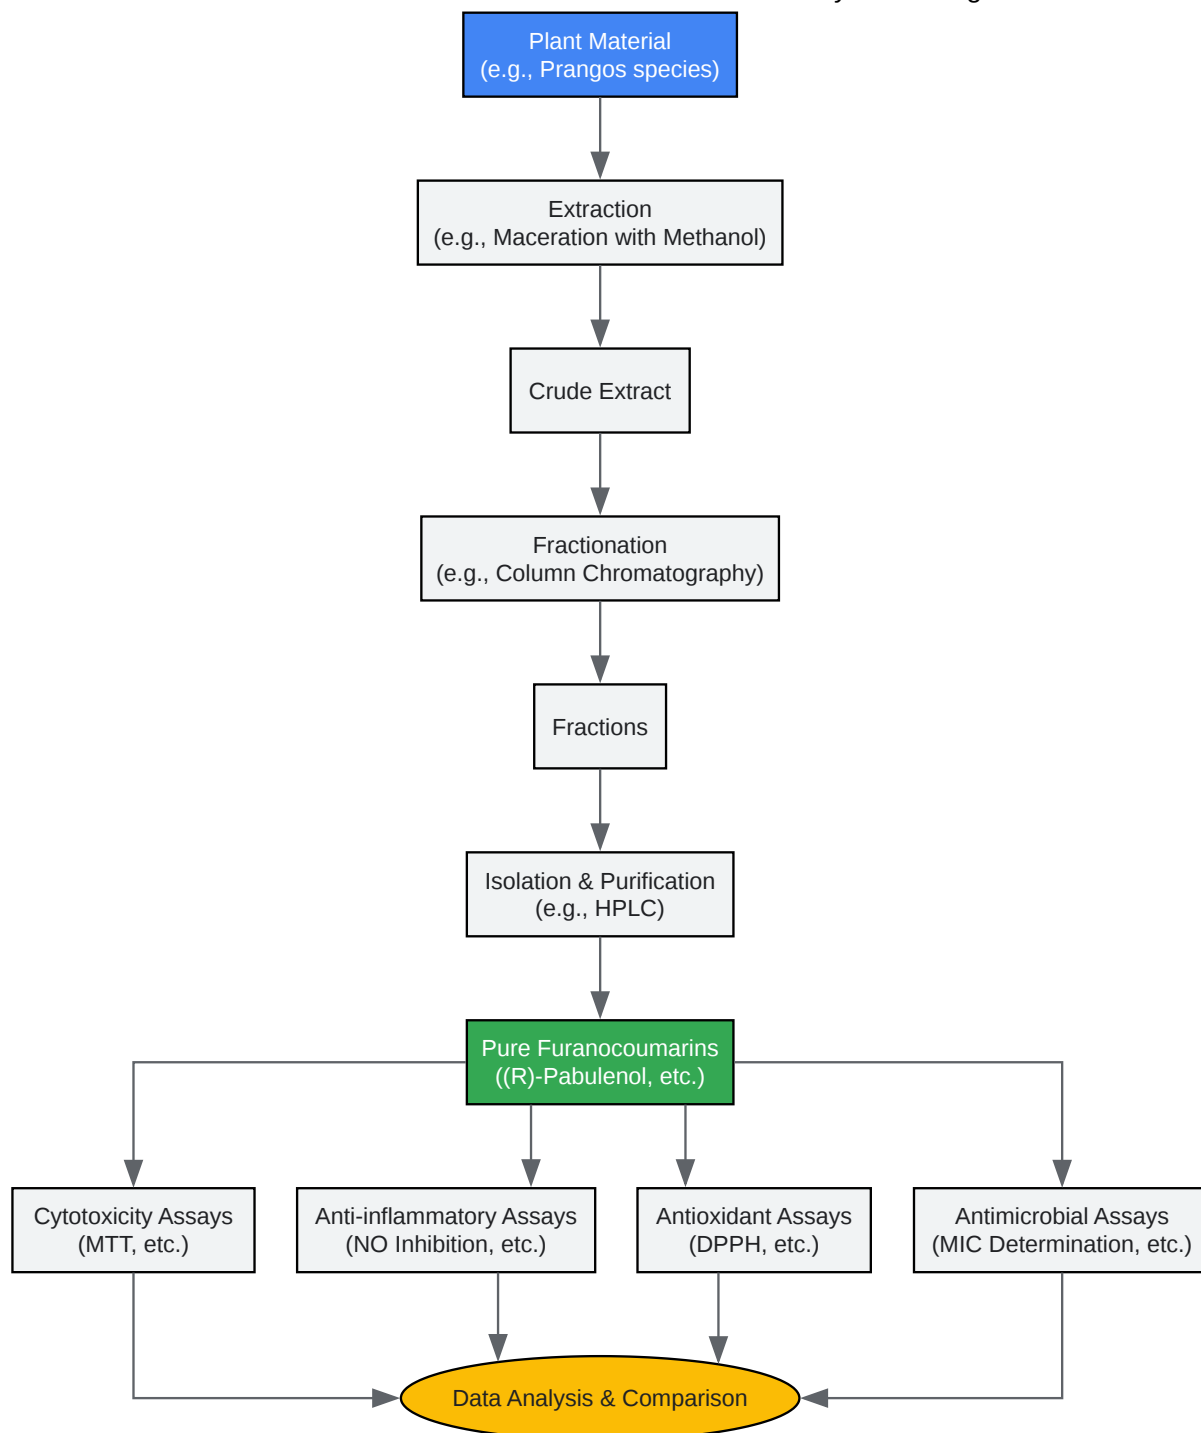 Plant Material
(e.g., Prangos species)
Extraction
(e.g., Maceration with Methanol)
Crude Extract
Fractionation
(e.g., Column Chromatography)
Fractions
Isolation & Purification
(e.g., HPLC)
Pure Furanocoumarins
((R)-Pabulenol, etc.)
Cytotoxicity Assays
(MTT, etc.)
Anti-inflammatory Assays
(NO Inhibition, etc.)
Antioxidant Assays
(DPPH, etc.)
Antimicrobial Assays
(MIC Determination, etc.)
Data Analysis & Comparison